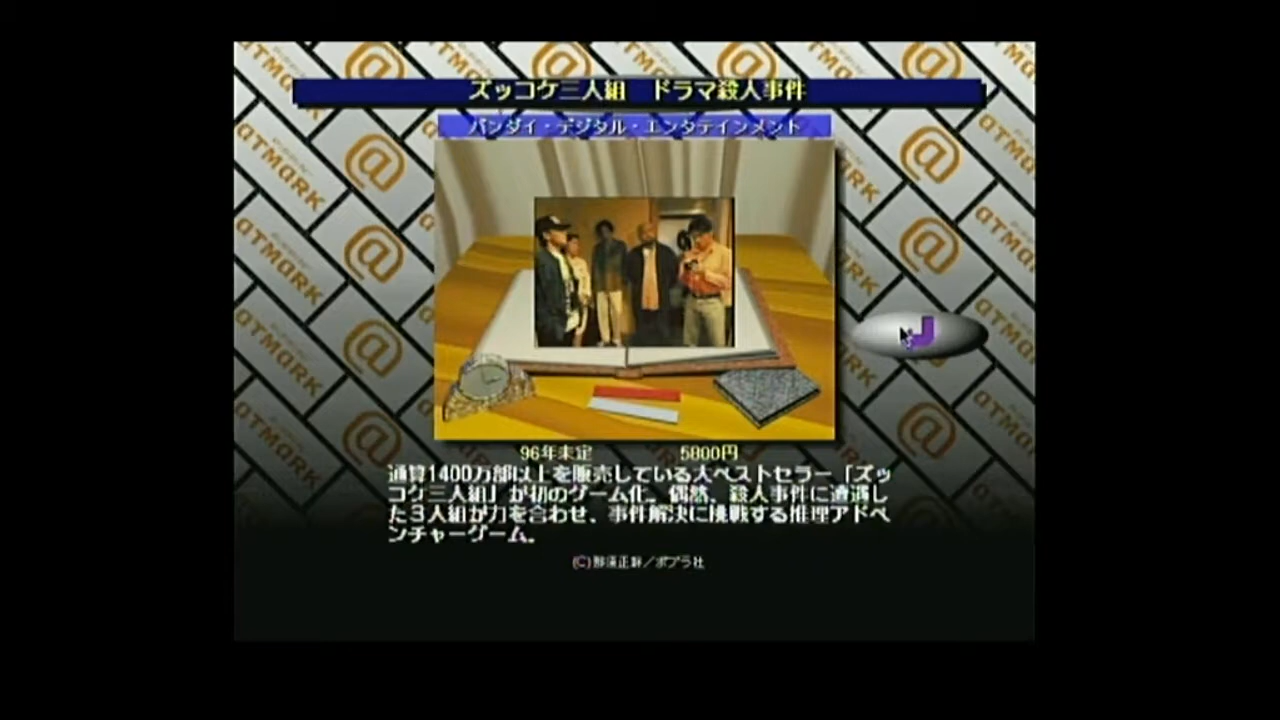 ズッコケ三人組 ドラマ殺人事件
バンダイ・デジタル・エンタテインメント
96年未定 5800円
通算1400万部以上を販売している大ベストセラー「ズッ
コケ三人組」が初のゲーム化。偶然、殺人事件に遭遇し
た3人組が力を合わせ、事件解決に挑戦する推理アドベ
ンチャーゲーム。
(C)那須正幹／ポプラ社
@ATMARK